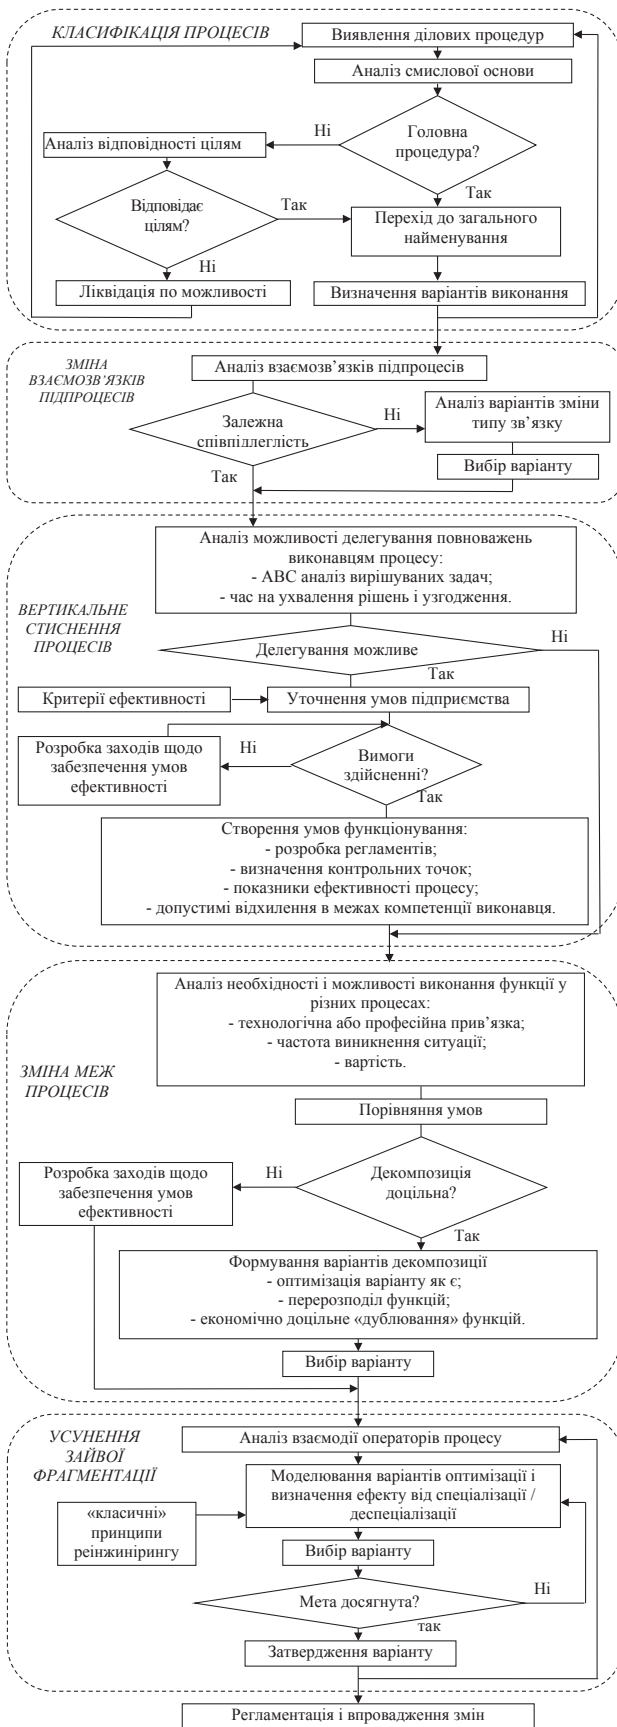 КЛАСИФІКАЦІЯ ПРОЦЕСІВ
Виявлення ділових процедур
Аналіз смислової основи
Ні
Головна
процедура?
Аналіз відповідності цілям
Так
Відповідає
цілям?
Так
Перехід до загального
найменування
Ні
Ліквідація по можливості
Визначення варіантів виконання
ЗМІНА
ВЗАЄМОЗВ’ЯЗКІВ
ПІДПРОЦЕСІВ
Аналіз взаємозв’язків підпроцесів
Залежна
співпідлеглість
Ні
Аналіз варіантів зміни
типу зв’язку
Вибір варіанту
Так
Аналіз можливості делегування повноважень
виконавцям процесу:
- АВС аналіз вирішуваних задач;
- час на ухвалення рішень і узгодження.
ВЕРТИКАЛЬНЕ
СТИСНЕННЯ
ПРОЦЕСІВ
Ні
Делегування можливе
Так
Критерії ефективності
Уточнення умов підприємства
Розробка заходів щодо
забезпечення умов
ефективності
Ні
Вимоги
здійсненні?
Так
Створення умов функціонування:
- розробка регламентів;
- визначення контрольних точок;
- показники ефективності процесу;
- допустимі відхилення в межах компетенції виконавця.
Аналіз необхідності і можливості виконання функції у
різних процесах:
- технологічна або професійна прив’язка;
- частота виникнення ситуації;
- вартість.
ЗМІНА МЕЖ
ПРОЦЕСІВ
Порівняння умов
Розробка заходів щодо
забезпечення умов
ефективності
Ні
Декомпозиція
доцільна?
Так
Формування варіантів декомпозиції
- оптимізація варіанту як є;
- перерозподіл функцій;
- економічно доцільне «дублювання» функцій.
Вибір варіанту
УСУНЕННЯ
ЗАЙВОЇ
ФРАГМЕНТАЦІЇ
Аналіз взаємодії операторів процесу
Моделювання варіантів оптимізації і
визначення ефекту від спеціалізації /
деспеціалізації
«класичні»
принципи
реінжинірингу
Вибір варіанту
Мета досягнута?
Ні
так
Затвердження варіанту
Регламентація і впровадження змін